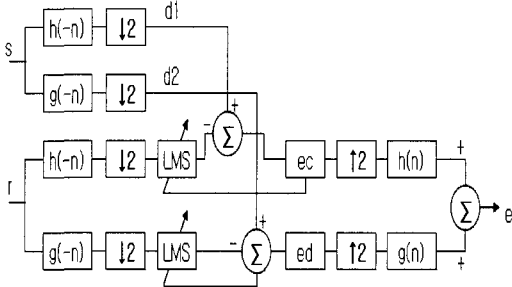 s
h(-n) ↓2 d1
g(-n) ↓2 d2
+
- Σ
r
h(-n) ↓2 LMS ec ↑2 h(n) +
Σ e
+
g(-n) ↓2 LMS - Σ ed ↑2 g(n) +